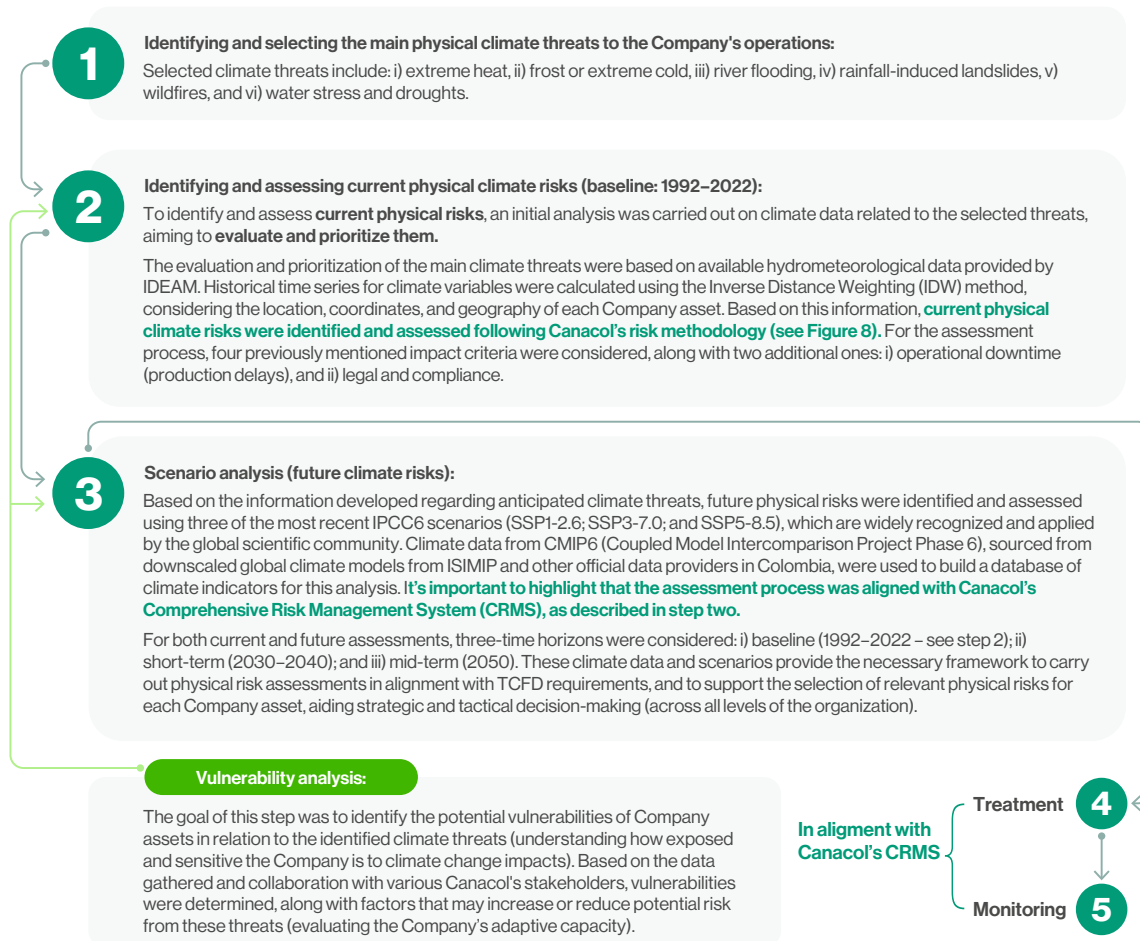 1
Identifying and selecting the main physical climate threats to the Company's operations:
Selected climate threats include: i) extreme heat, ii) frost or extreme cold, iii) river flooding, iv) rainfall-induced landslides, v)
wildfires, and vi) water stress and droughts.
2
Identifying and assessing current physical climate risks (baseline: 1992–2022):
To identify and assess current physical risks, an initial analysis was carried out on climate data related to the selected threats,
aiming to evaluate and prioritize them.
The evaluation and prioritization of the main climate threats were based on available hydrometeorological data provided by
IDEAM. Historical time series for climate variables were calculated using the Inverse Distance Weighting (IDW) method,
considering the location, coordinates, and geography of each Company asset. Based on this information, current physical
climate risks were identified and assessed following Canacol's risk methodology (see Figure 8). For the assessment
process, four previously mentioned impact criteria were considered, along with two additional ones: i) operational downtime
(production delays), and ii) legal and compliance.
3
Scenario analysis (future climate risks):
Based on the information developed regarding anticipated climate threats, future physical risks were identified and assessed
using three of the most recent IPCC6 scenarios (SSP1-2.6; SSP3-7.0; and SSP5-8.5), which are widely recognized and applied
by the global scientific community. Climate data from CMIP6 (Coupled Model Intercomparison Project Phase 6), sourced from
downscaled global climate models from ISIMIP and other official data providers in Colombia, were used to build a database of
climate indicators for this analysis. It's important to highlight that the assessment process was aligned with Canacol's
Comprehensive Risk Management System (CRMS), as described in step two.
For both current and future assessments, three-time horizons were considered: i) baseline (1992–2022 – see step 2); ii)
short-term (2030–2040); and iii) mid-term (2050). These climate data and scenarios provide the necessary framework to carry
out physical risk assessments in alignment with TCFD requirements, and to support the selection of relevant physical risks for
each Company asset, aiding strategic and tactical decision-making (across all levels of the organization).
Vulnerability analysis:
The goal of this step was to identify the potential vulnerabilities of Company
assets in relation to the identified climate threats (understanding how exposed
and sensitive the Company is to climate change impacts). Based on the data
gathered and collaboration with various Canacol's stakeholders, vulnerabilities
were determined, along with factors that may increase or reduce potential risk
from these threats (evaluating the Company's adaptive capacity).
In aligment with
Canacol's CRMS
Treatment 4
Monitoring 5